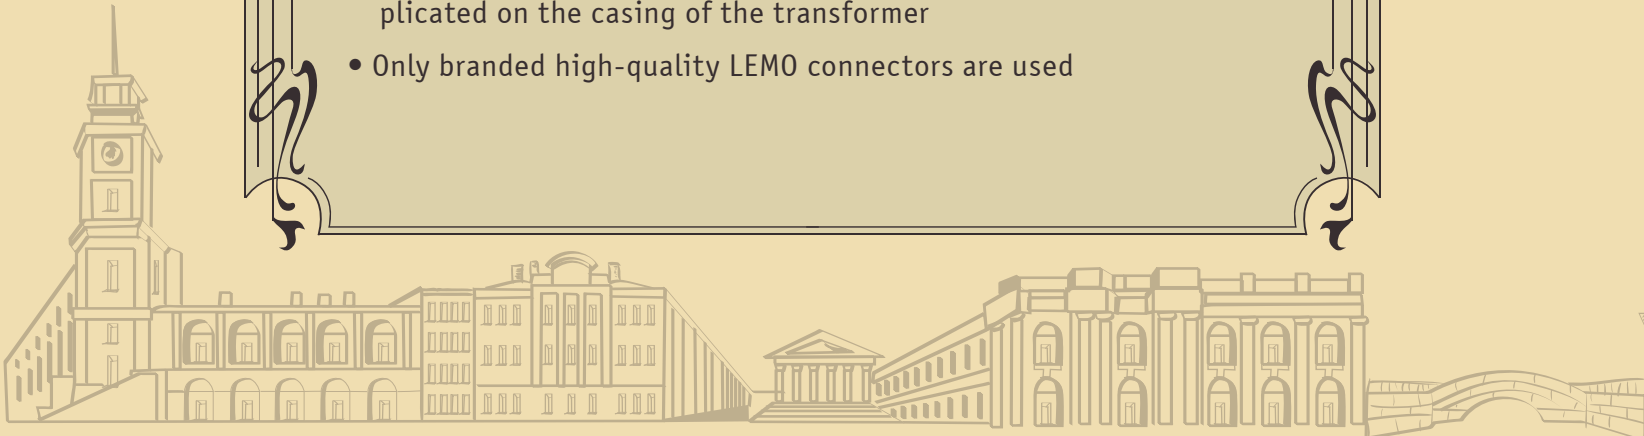 plicated on the casing of the transformer
• Only branded high-quality LEMO connectors are used